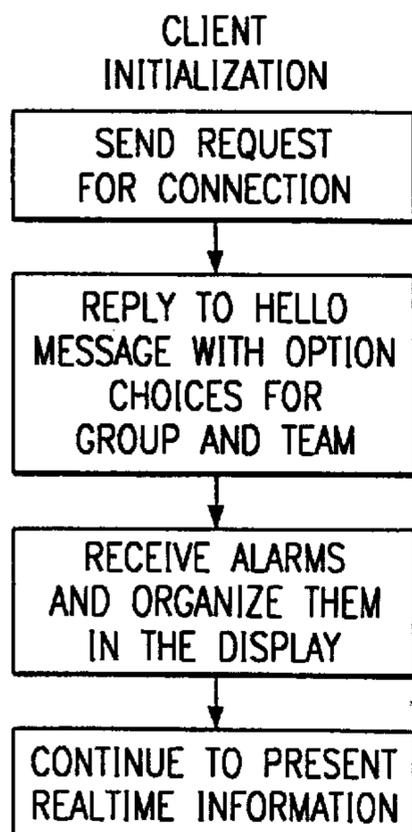 CLIENT
INITIALIZATION
SEND REQUEST
FOR CONNECTION
REPLY TO HELLO
MESSAGE WITH OPTION
CHOICES FOR
GROUP AND TEAM
RECEIVE ALARMS
AND ORGANIZE THEM
IN THE DISPLAY
CONTINUE TO PRESENT
REALTIME INFORMATION